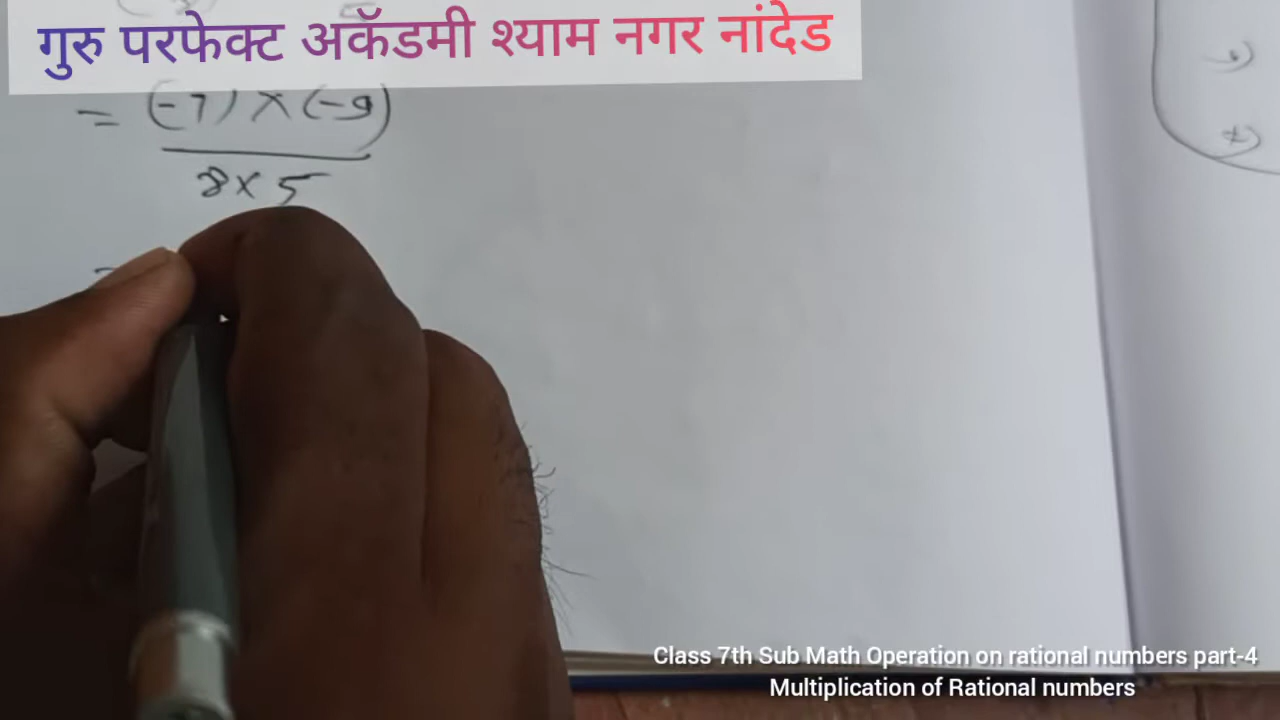 गुरु परफेक्ट अकॅडमी श्याम नगर नांदेड
= (-7) × (-9)
8 × 5
Class 7th Sub Math Operation on rational numbers part-4
Multiplication of Rational numbers